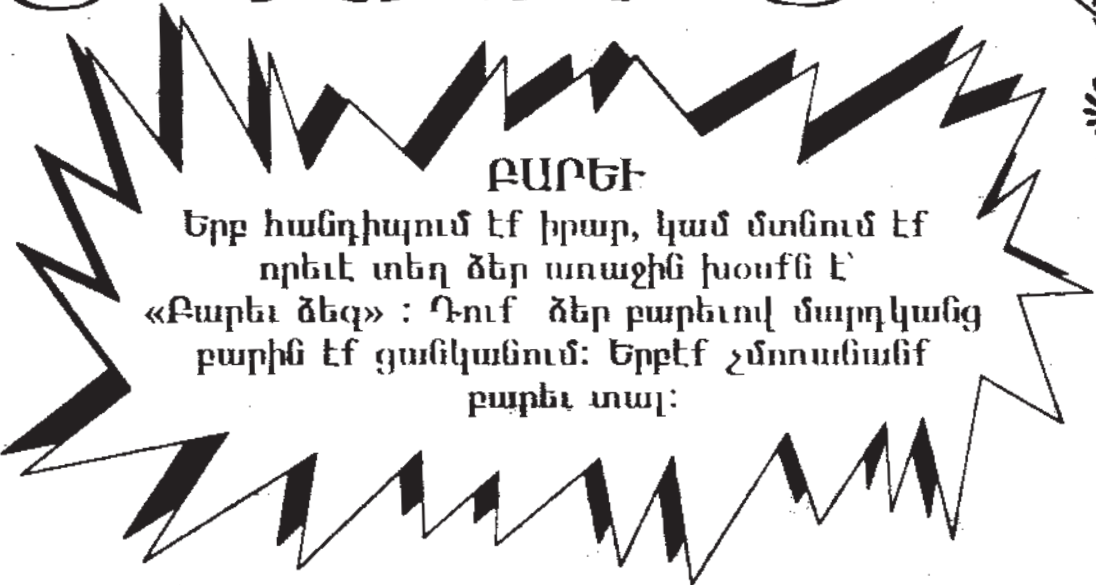 ԲԱՐԵՒ
Երբ հանդիպում էք իրար, կամ մտնում էք
որեւէ տեղ ձեր առաջին խօսքն է՝
«Բարեւ ձեզ» : Դուք ձեր բարեւով մարդկանց
բարին էք ցանկանում: Երբէք չմոռանանք
բարեւ տալ: